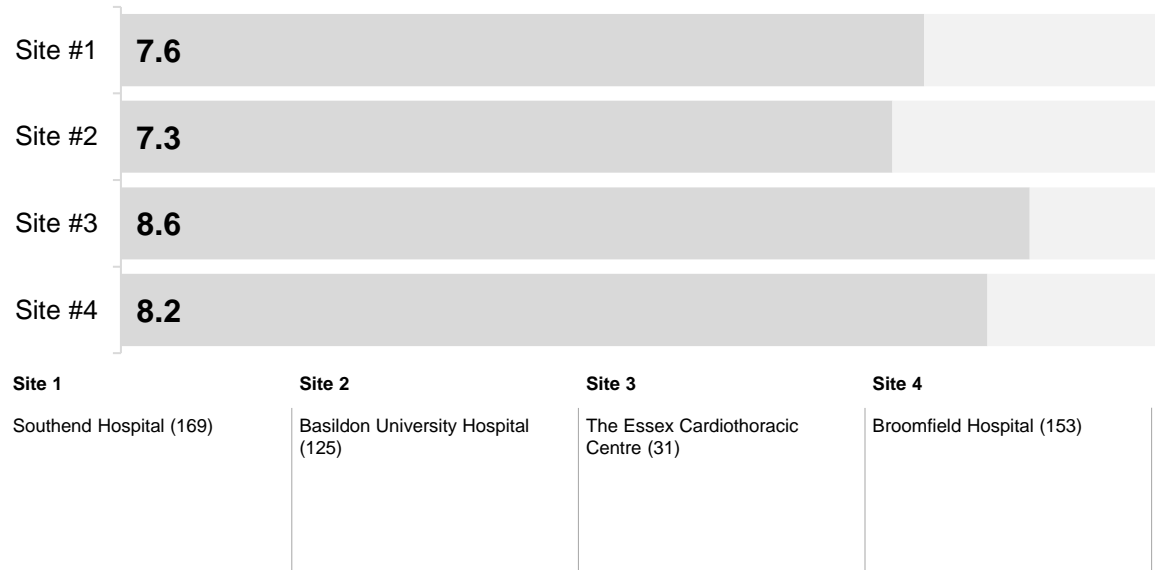 Site #1 7.6
Site #2 7.3
Site #3 8.6
Site #4 8.2
Site 1
Southend Hospital (169)
Site 2
Basildon University Hospital
(125)
Site 3
The Essex Cardiothoracic
Centre (31)
Site 4
Broomfield Hospital (153)